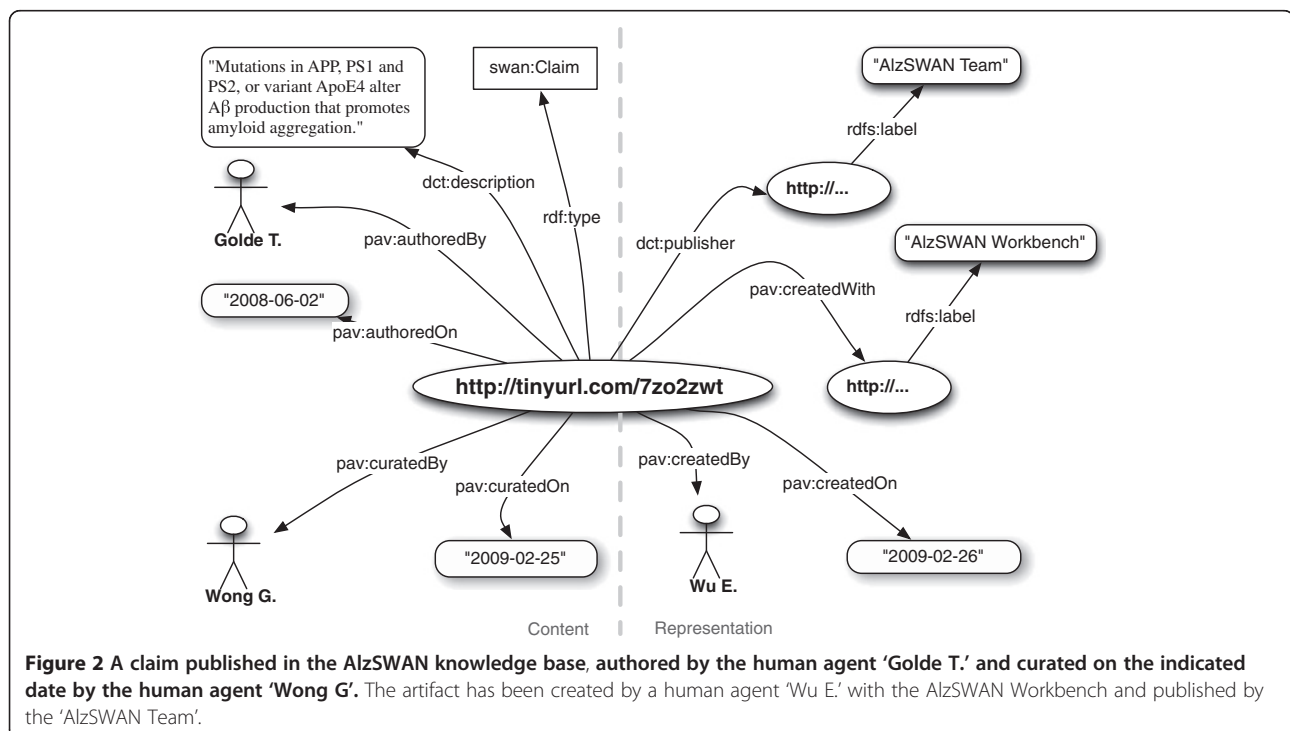 "Mutations in APP, PS1 and
PS2, or variant ApoE4 alter
Aβ production that promotes
amyloid aggregation."
swan:Claim
"AlzSWAN Team"
rdfs:label
http://...
dct:description
rdf:type
Golde T.
pav:authoredBy
dct:publisher
"AlzSWAN Workbench"
pav:createdWith
"2008-06-02"
pav:authoredOn
rdfs:label
http://tinyurl.com/7zo2zwt
http://...
pav:curatedBy
pav:createdBy
pav:curatedOn
pav:createdOn
"2009-02-25"
"2009-02-26"
Wong G.
Wu E.
Content
Representation
Figure 2 A claim published in the AlzSWAN knowledge base, authored by the human agent ‘Golde T.’ and curated on the indicated
date by the human agent ‘Wong G’. The artifact has been created by a human agent ‘Wu E.’ with the AlzSWAN Workbench and published by
the ‘AlzSWAN Team’.